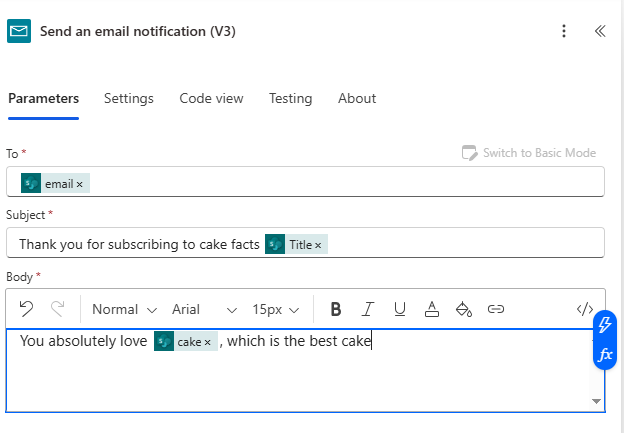 Send an email notification (V3)
Parameters Settings Code view Testing About
To * Switch to Basic Mode
email ×
Subject *
Thank you for subscribing to cake facts Title ×
Body *
Normal Arial 15px B I U A </>
You absolutely love cake × , which is the best cake
fx